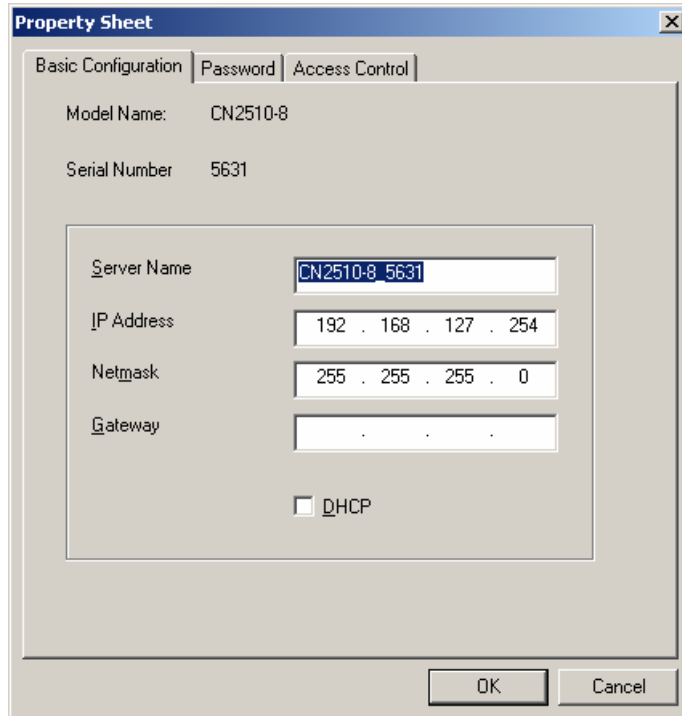 Property Sheet
Basic Configuration Password Access Control
Model Name: CN2510-8
Serial Number 5631
Server Name CN2510-8_5631
IP Address 192 . 168 . 127 . 254
Netmask 255 . 255 . 255 . 0
Gateway . . .
DHCP
OK Cancel